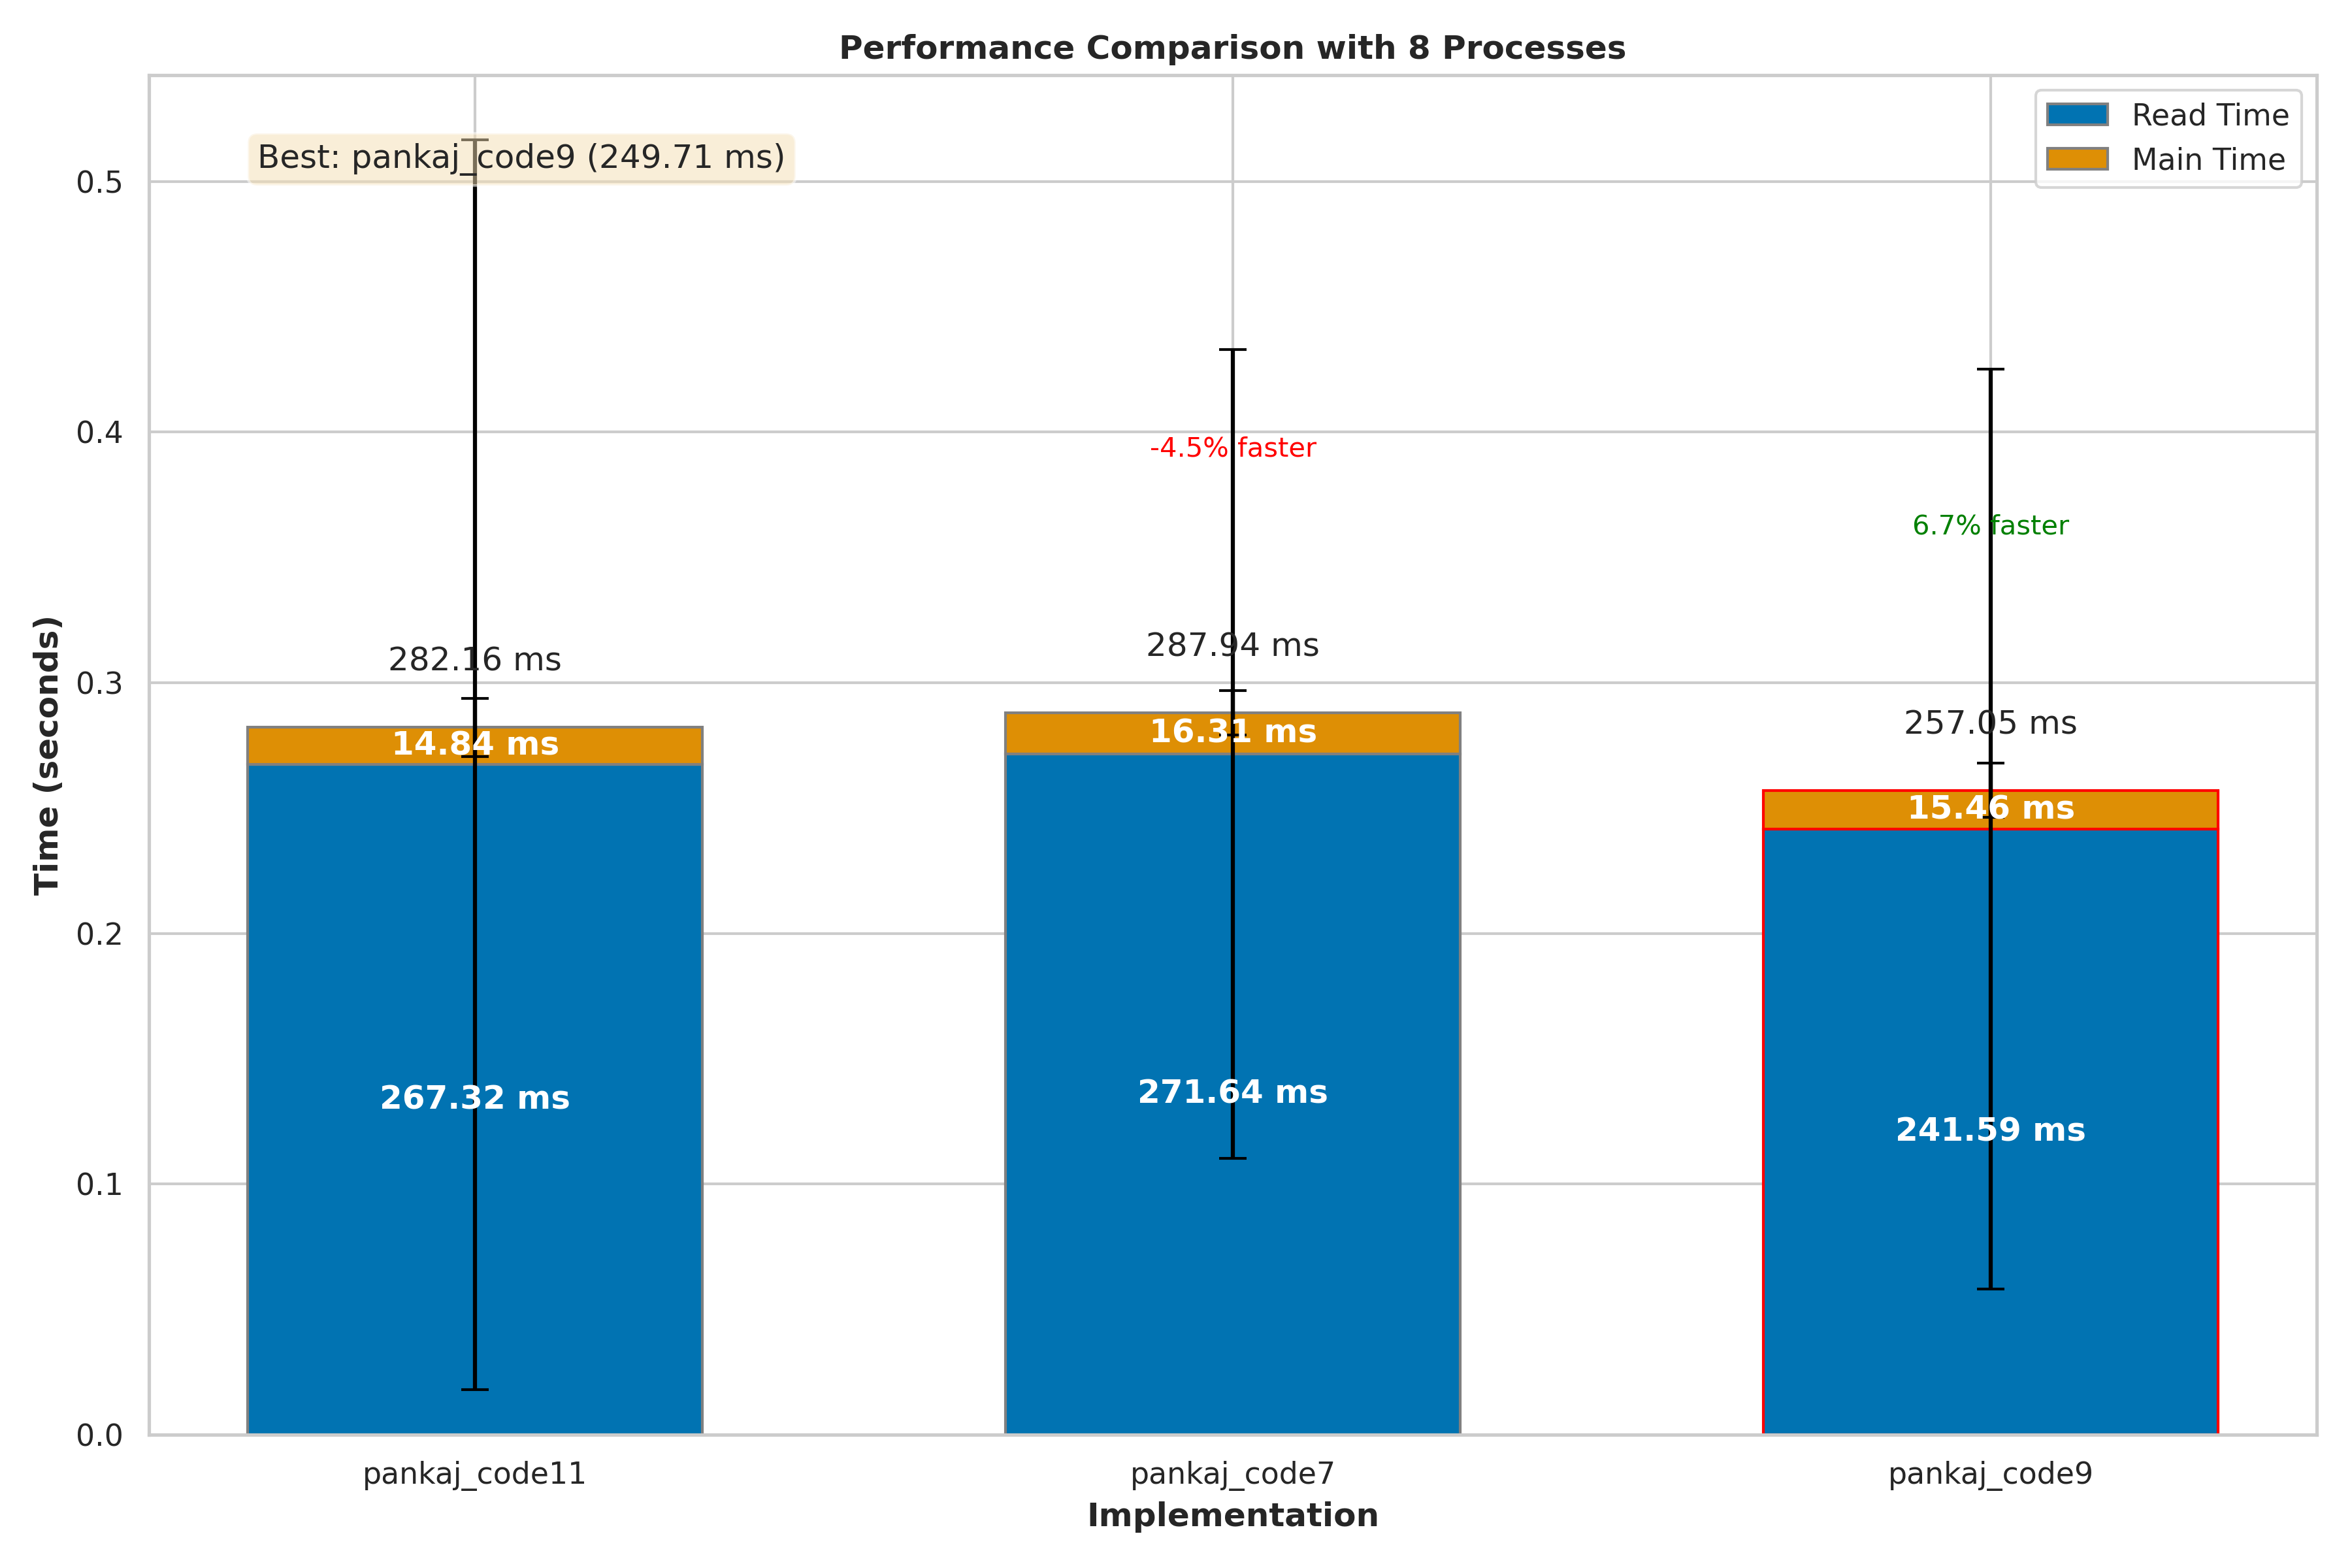 Performance Comparison with 8 Processes
Read Time
Main Time
Best: pankaj_code9 (249.71 ms)
0.5
0.4
0.3
0.2
0.1
0.0
Time (seconds)
-4.5% faster
6.7% faster
282.16 ms
287.94 ms
257.05 ms
14.84 ms
16.31 ms
15.46 ms
267.32 ms
271.64 ms
241.59 ms
pankaj_code11
pankaj_code7
pankaj_code9
Implementation